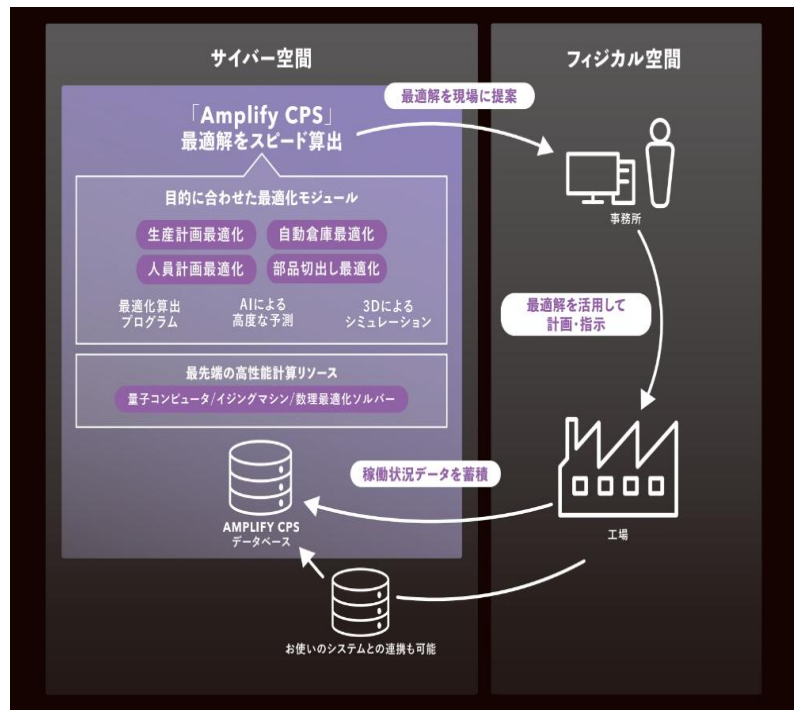 サイバー空間
フィジカル空間
最適解を現場に提案
「Amplify CPS」
最適解をスピード算出
目的に合わせた最適化モジュール
生産計画最適化
自動倉庫最適化
人員計画最適化
部品切出し最適化
最適化算出
プログラム
AIによる
高度な予測
3Dによる
シミュレーション
事務所
最適解を活用して
計画・指示
最先端の高性能計算リソース
量子コンピュータ/イジングマシン/数理最適化ソルバー
稼働状況データを蓄積
AMPLIFY CPS
データベース
工場
お使いのシステムとの連携も可能